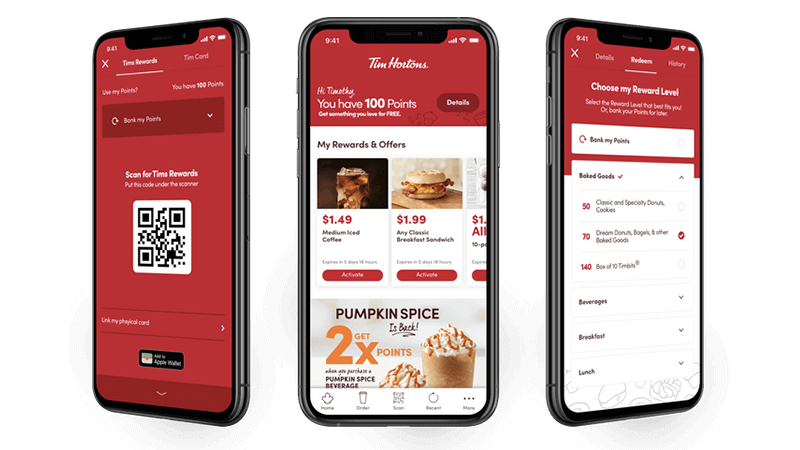 9:41
Tims Rewards
Tim Card
Use my Points?
You have 100 Points
Bank my Points
Scan for Tims Rewards
Put this code under the scanner
Link my phyical card
Add to
Apple Wallet
9:41
Tim Hortons.
Hi Timothy,
You have 100 Points
Get something you love for FREE.
Details
My Rewards & Offers
$1.49
Medium Iced
Coffee
Expires in 5 days 18 hours
Activate
$1.99
Any Classic
Breakfast Sandwich
Expires in 5 days 18 hours
Activate
$1.
All
10-pa
Expires
PUMPKIN SPICE
Is Back!
GET
2X POINTS
when you purchase a
PUMPKIN SPICE
BEVERAGE
Home
Order
Scan
Recent
More
9:41
Details
Redeem
History
Choose my Reward Level
Select the Reward Level that best fits you!
Or, bank your Points for later.
Bank my Points
Baked Goods
50 Classic and Specialty Donuts,
Cookies
70 Dream Donuts, Bagels, & other
Baked Goods
140 Box of 10 Timbits®
Beverages
Breakfast
Lunch